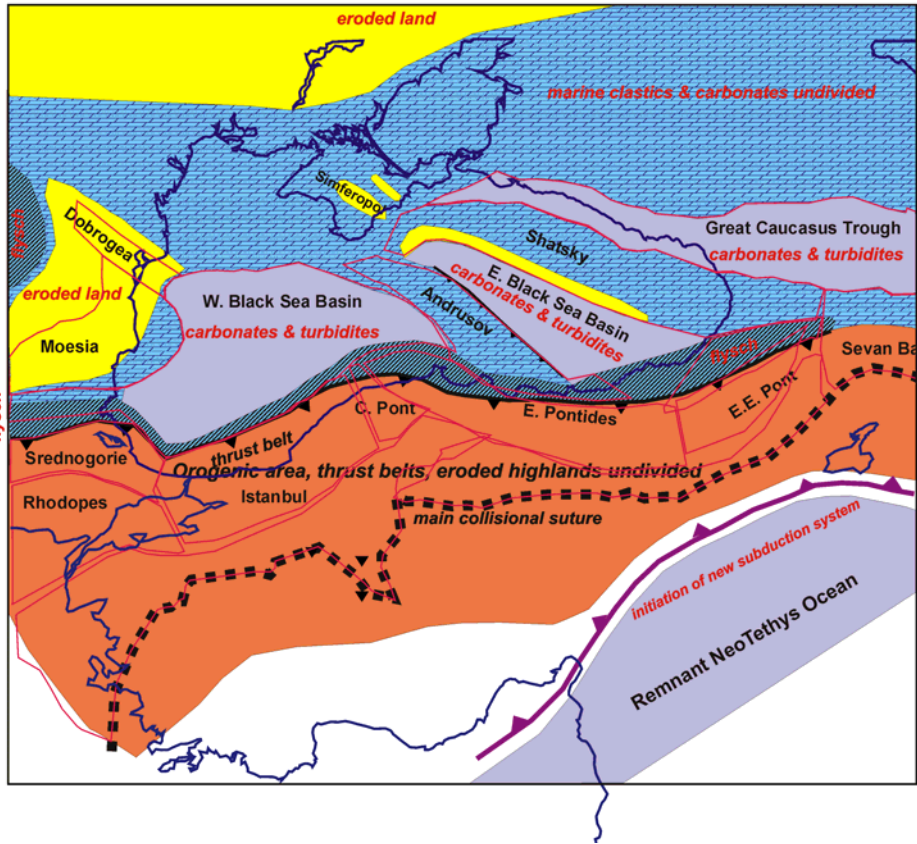 eroded land
marine clastics & carbonates undivided
Simferopol
flysch
Dobrogea
Great Caucasus Trough
carbonates & turbidites
Shatsky
eroded land
W. Black Sea Basin
carbonates & turbidites
E. Black Sea Basin
carbonates & turbidites
Andrusov
Moesia
flysch
Sevan Ba
flysch
E.E. Pont
C. Pont
E. Pontides
thrust belt
Srednogorie
Orogenic area, thrust belts, eroded highlands undivided
Rhodopes
Istanbul
main collisional suture
initiation of new subduction system
Remnant NeoTethys Ocean